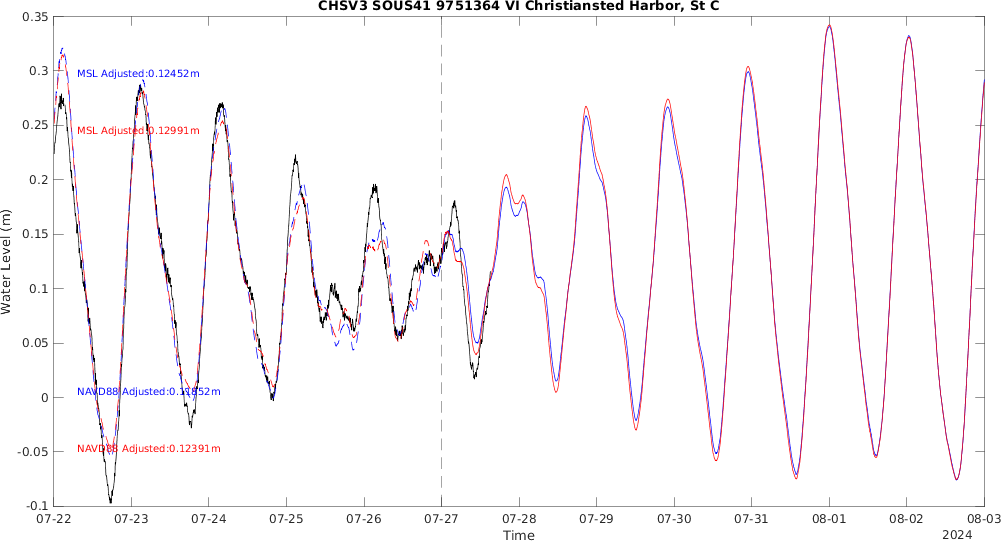 CHSV3 SOUS41 9751364 VI Christiansted Harbor, St C
0.35
0.3
0.25
0.2
0.15
0.1
0.05
0
-0.05
-0.1
Water Level (m)
MSL Adjusted:0.12452m
MSL Adjusted:0.12991m
NAVD88 Adjusted:0.11852m
NAVD88 Adjusted:0.12391m
07-22 07-23 07-24 07-25 07-26 07-27 07-28 07-29 07-30 07-31 08-01 08-02 08-03
Time
2024